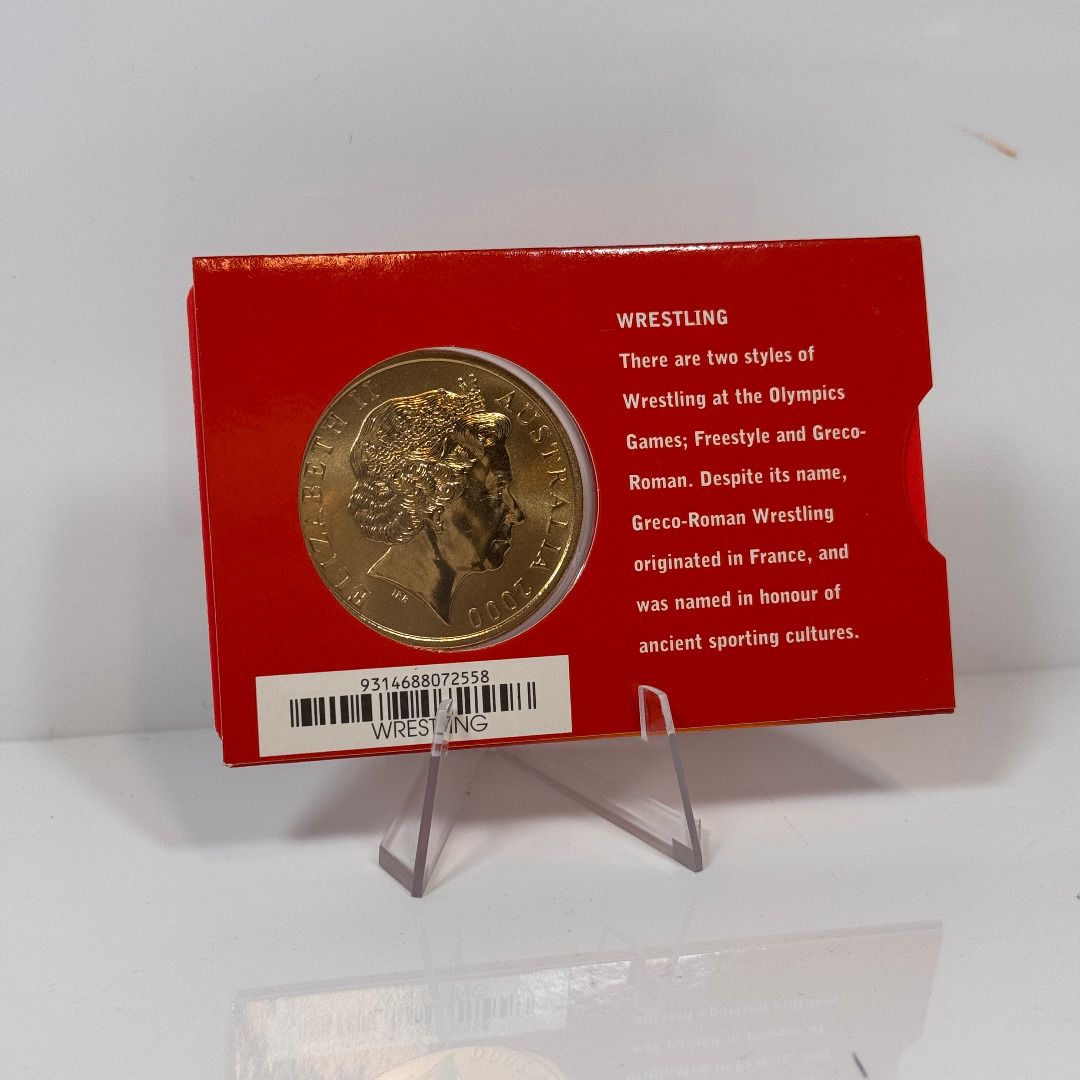 ELIZABETH II AUSTRALIA 2000
IRB
WRESTLING
There are two styles of
Wrestling at the Olympics
Games; Freestyle and Greco-
Roman. Despite its name,
Greco-Roman Wrestling
originated in France, and
was named in honour of
ancient sporting cultures.
9314688072558
WRESTLING